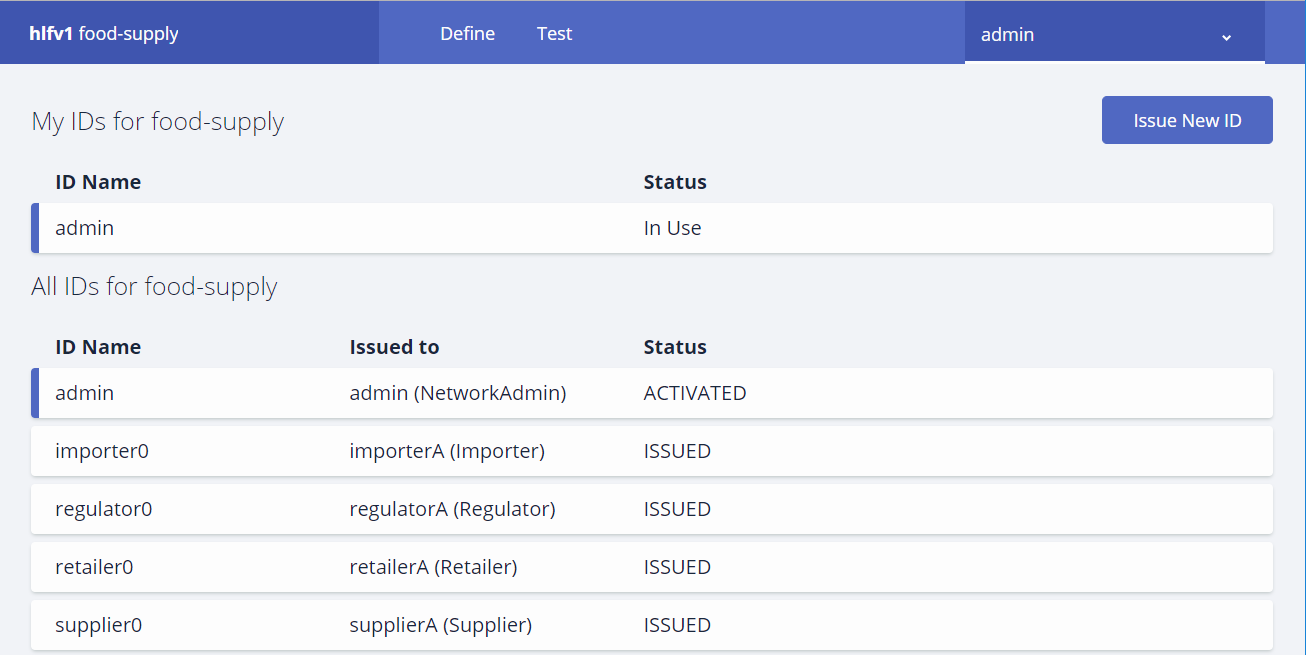 hlfv1 food-supply Define Test admin
My IDs for food-supply Issue New ID
ID Name Status
admin In Use
All IDs for food-supply
ID Name Issued to Status
admin admin (NetworkAdmin) ACTIVATED
importer0 importerA (Importer) ISSUED
regulator0 regulatorA (Regulator) ISSUED
retailer0 retailerA (Retailer) ISSUED
supplier0 supplierA (Supplier) ISSUED